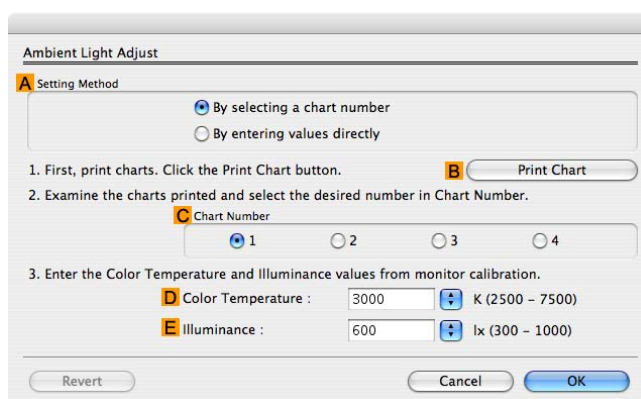 Ambient Light Adjust
A Setting Method
By selecting a chart number
By entering values directly
1. First, print charts. Click the Print Chart button. B Print Chart
2. Examine the charts printed and select the desired number in Chart Number.
C Chart Number
1 2 3 4
3. Enter the Color Temperature and Illuminance values from monitor calibration.
D Color Temperature : 3000 K (2500 – 7500)
E Illuminance : 600 lx (300 – 1000)
Revert Cancel OK